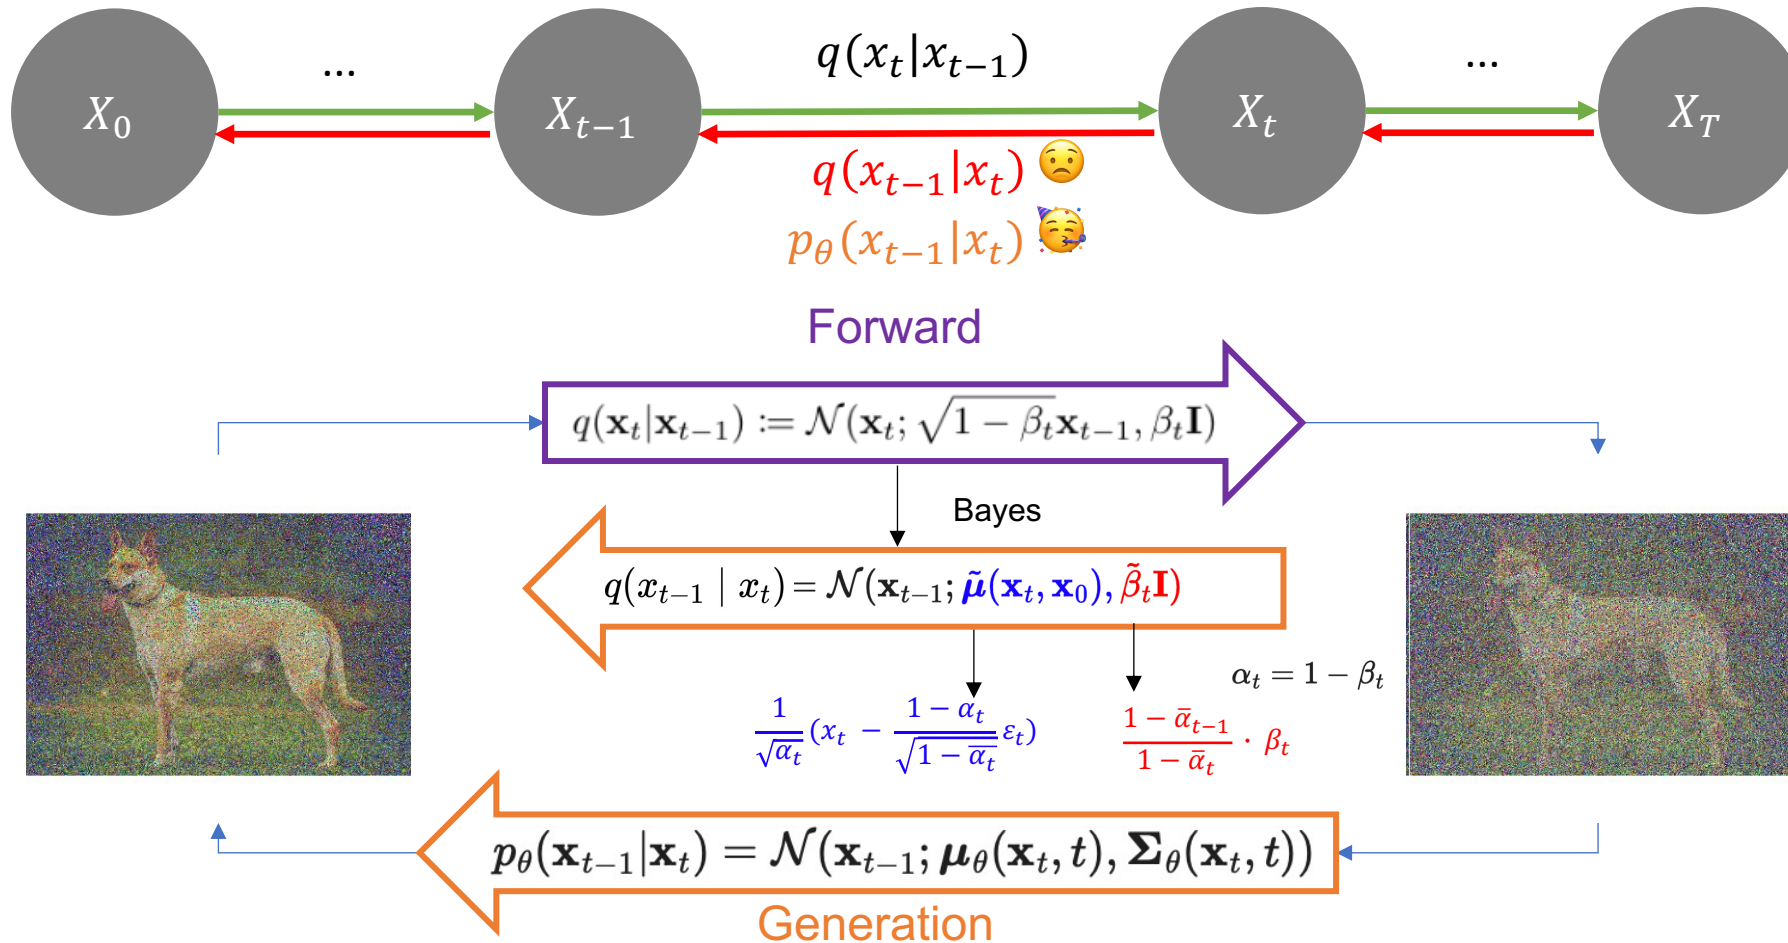 ...
q(x_t|x_{t−1})
...
X_0
X_{t−1}
X_t
X_T
q(x_{t−1}|x_t) 😟
p_θ(x_{t−1}|x_t) 🥳
Forward
q(𝐱_t|𝐱_{t−1}) := 𝒩(𝐱_t; √(1 − β_t)𝐱_{t−1}, β_t𝐈)
Bayes
q(x_{t−1} | x_t) = 𝒩(𝐱_{t−1}; μ̃(𝐱_t, 𝐱_0), β̃_t𝐈)
α_t = 1 − β_t
1/√α_t (x_t − (1 − α_t)/√(1 − ᾱ_t) ε_t)
(1 − ᾱ_{t−1})/(1 − ᾱ_t) · β_t
p_θ(𝐱_{t−1}|𝐱_t) = 𝒩(𝐱_{t−1}; μ_θ(𝐱_t, t), Σ_θ(𝐱_t, t))
Generation